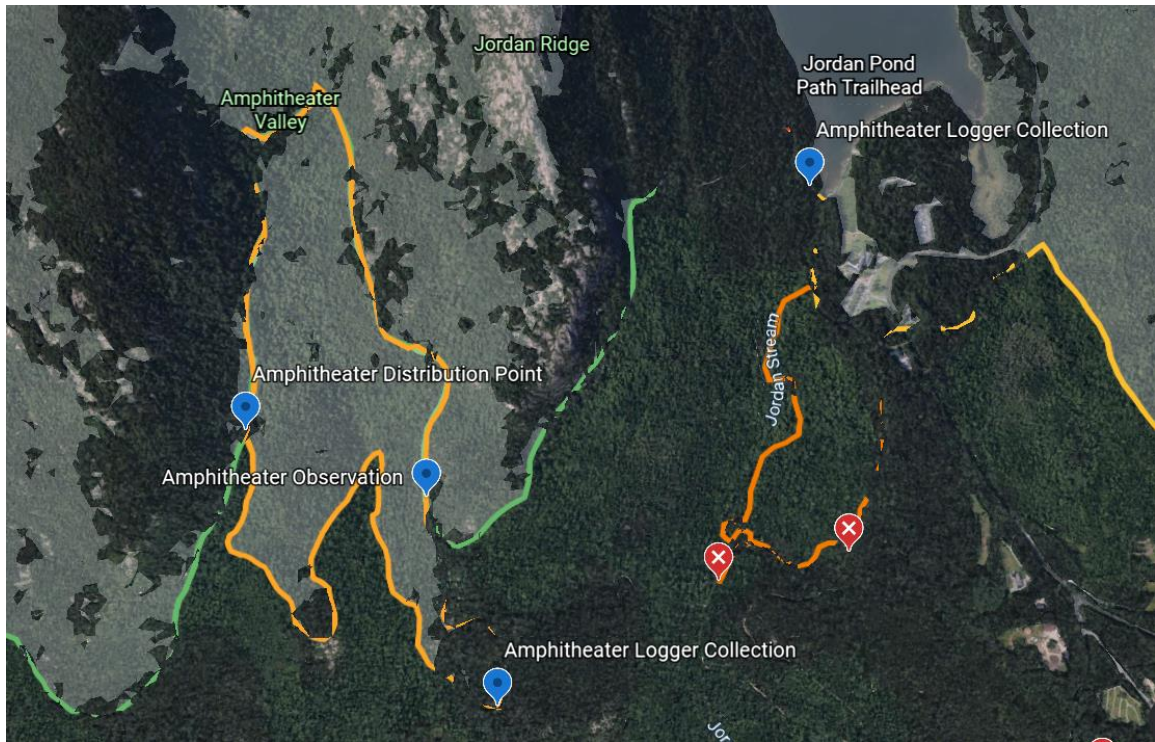 Jordan Ridge
Jordan Pond
Path Trailhead
Amphitheater
Valley
Amphitheater Logger Collection
Jordan Stream
Amphitheater Distribution Point
Amphitheater Observation
Amphitheater Logger Collection
Jor